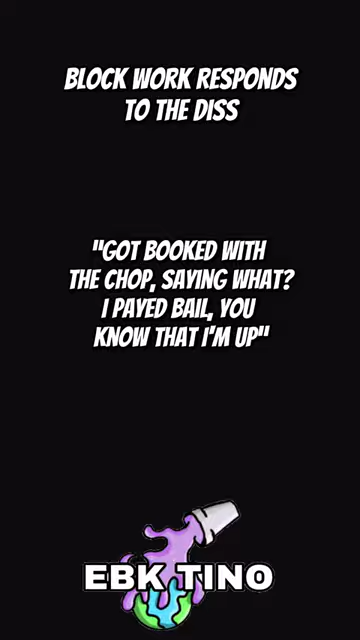 BLOCK WORK RESPONDS
TO THE DISS
"GOT BOOKED WITH
THE CHOP, SAYING WHAT?
I PAYED BAIL, YOU
KNOW THAT I'M UP"
EBK TINO